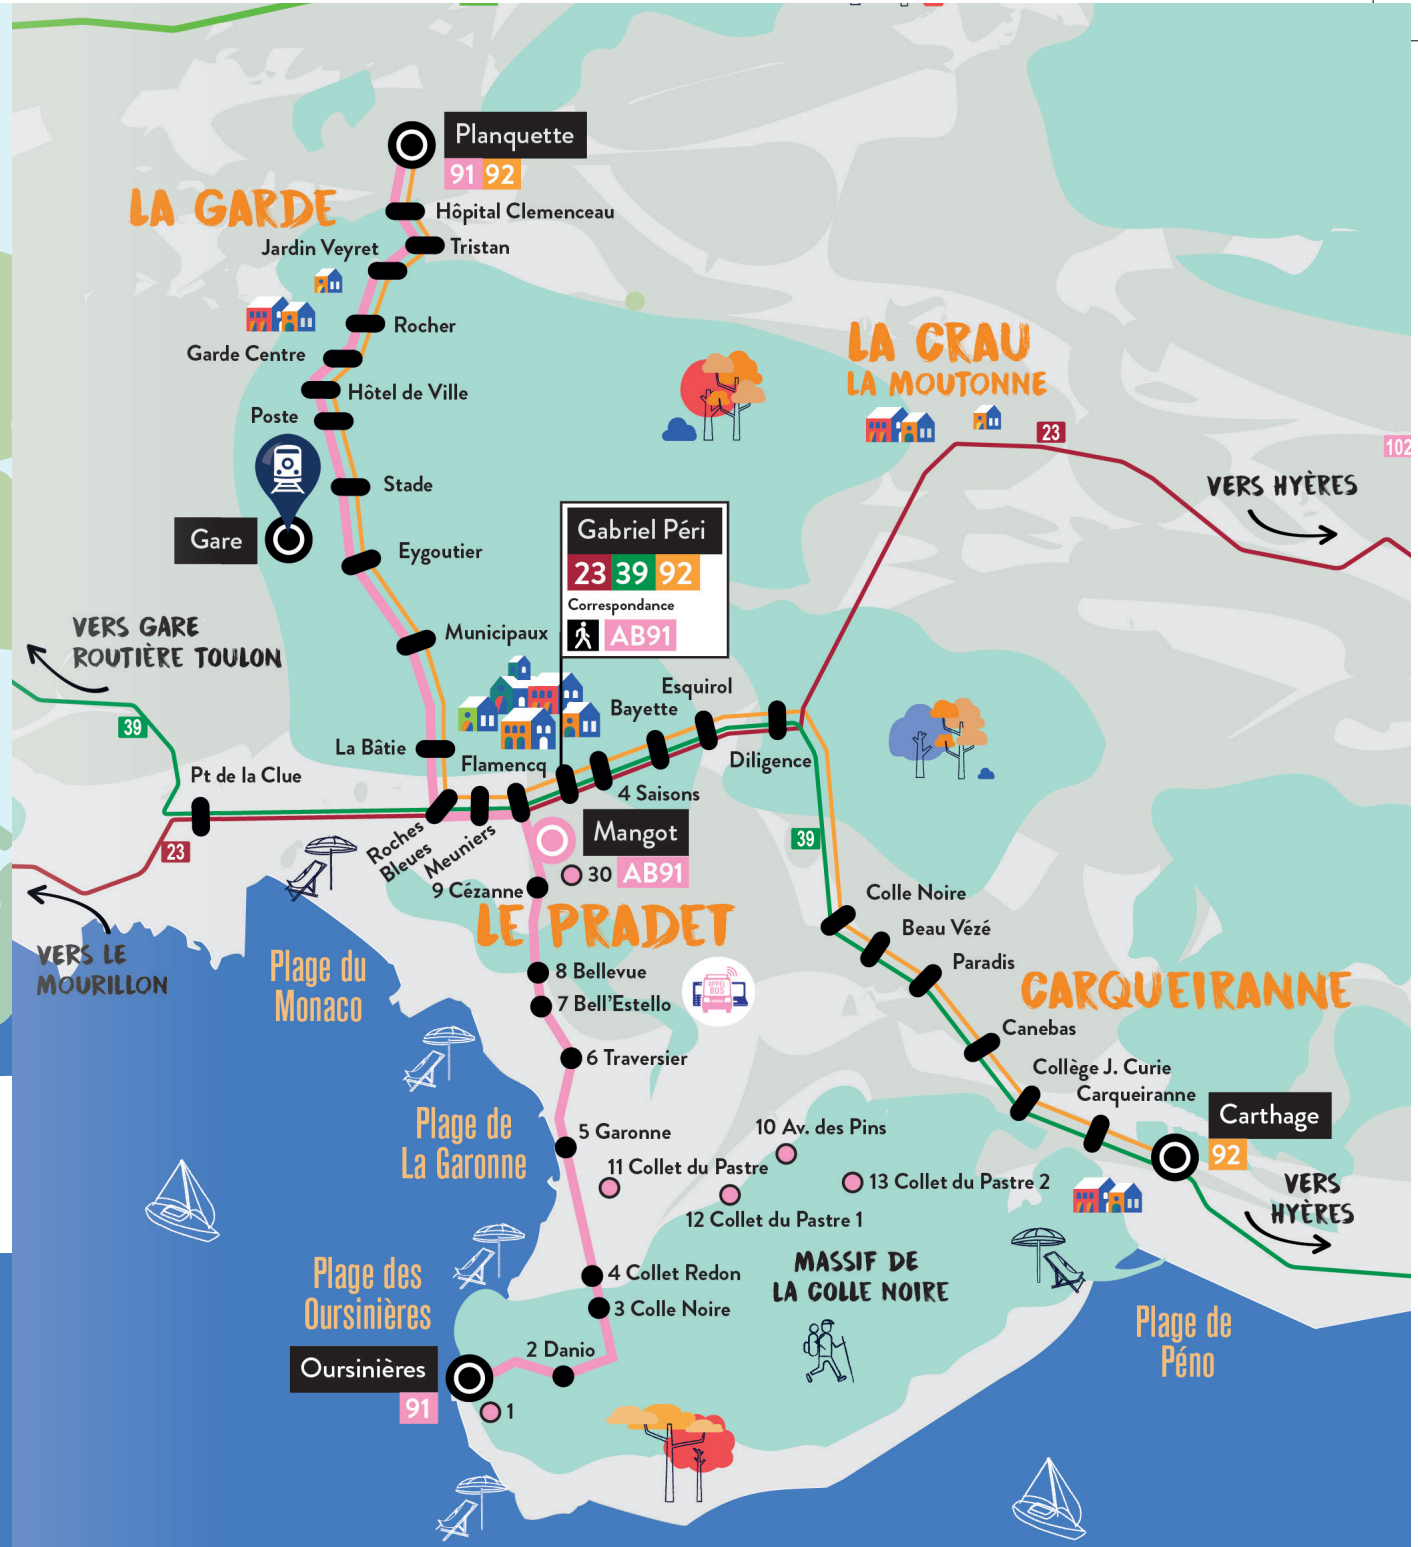 Planquette
91 92
LA GARDE
Hôpital Clemenceau
Jardin Veyret
Tristan
Rocher
Garde Centre
Hôtel de Ville
Poste
Stade
Gare
Eygoutier
LA CRAU
LA MOUTONNE
23
102
VERS HYÈRES
Gabriel Péri
23 39 92
Correspondance
AB91
VERS GARE
ROUTIÈRE TOULON
Municipaux
39
Esquirol
Bayette
La Bâtie
Flamencq
Diligence
Pt de la Clue
4 Saisons
23
Roches
Bleues
Meuniers
Mangot
30 AB91
39
9 Cézanne
LE PRADET
Colle Noire
Beau Vézé
Paradis
VERS LE
MOURILLON
Plage du
Monaco
8 Bellevue
7 Bell'Estello
APPEL
BUS
CARQUEIRANNE
Canebas
6 Traversier
Collège J. Curie
Carqueiranne
Carthage
92
Plage de
La Garonne
5 Garonne
10 Av. des Pins
11 Collet du Pastre
13 Collet du Pastre 2
12 Collet du Pastre 1
VERS
HYÈRES
MASSIF DE
LA COLLE NOIRE
4 Collet Redon
3 Colle Noire
Plage des
Oursinières
2 Danio
Oursinières
91
1
Plage de
Péno